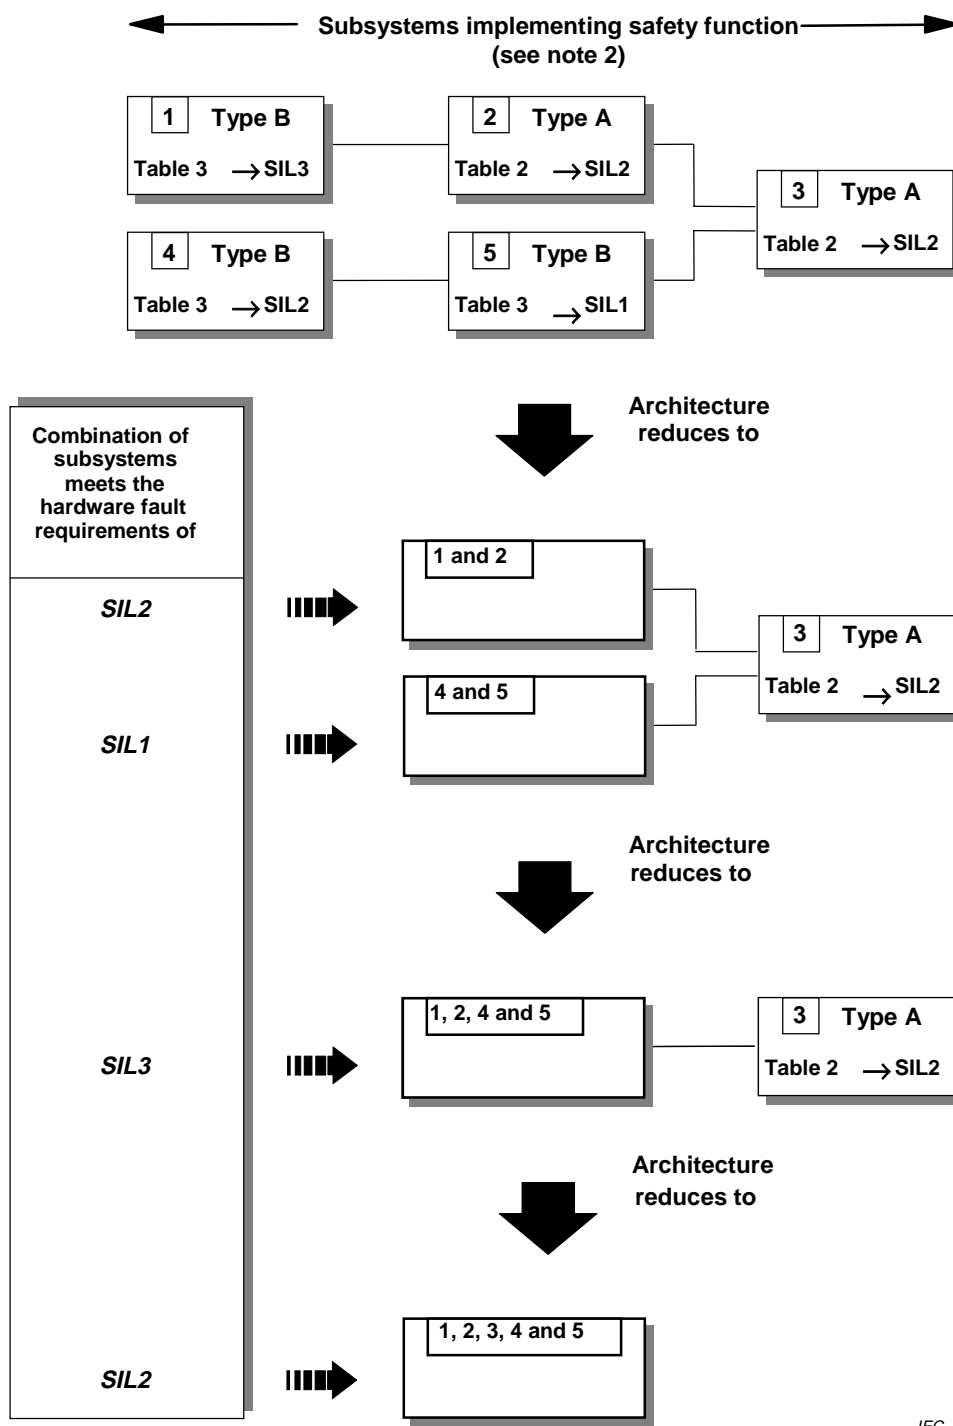 Subsystems implementing safety function
(see note 2)
1 Type B
Table 3 → SIL3
2 Type A
Table 2 → SIL2
3 Type A
Table 2 → SIL2
4 Type B
Table 3 → SIL2
5 Type B
Table 3 → SIL1
Architecture
reduces to
Combination of
subsystems
meets the
hardware fault
requirements of
SIL2
1 and 2
3 Type A
Table 2 → SIL2
SIL1
4 and 5
Architecture
reduces to
SIL3
1, 2, 4 and 5
3 Type A
Table 2 → SIL2
Architecture
reduces to
SIL2
1, 2, 3, 4 and 5
IEC